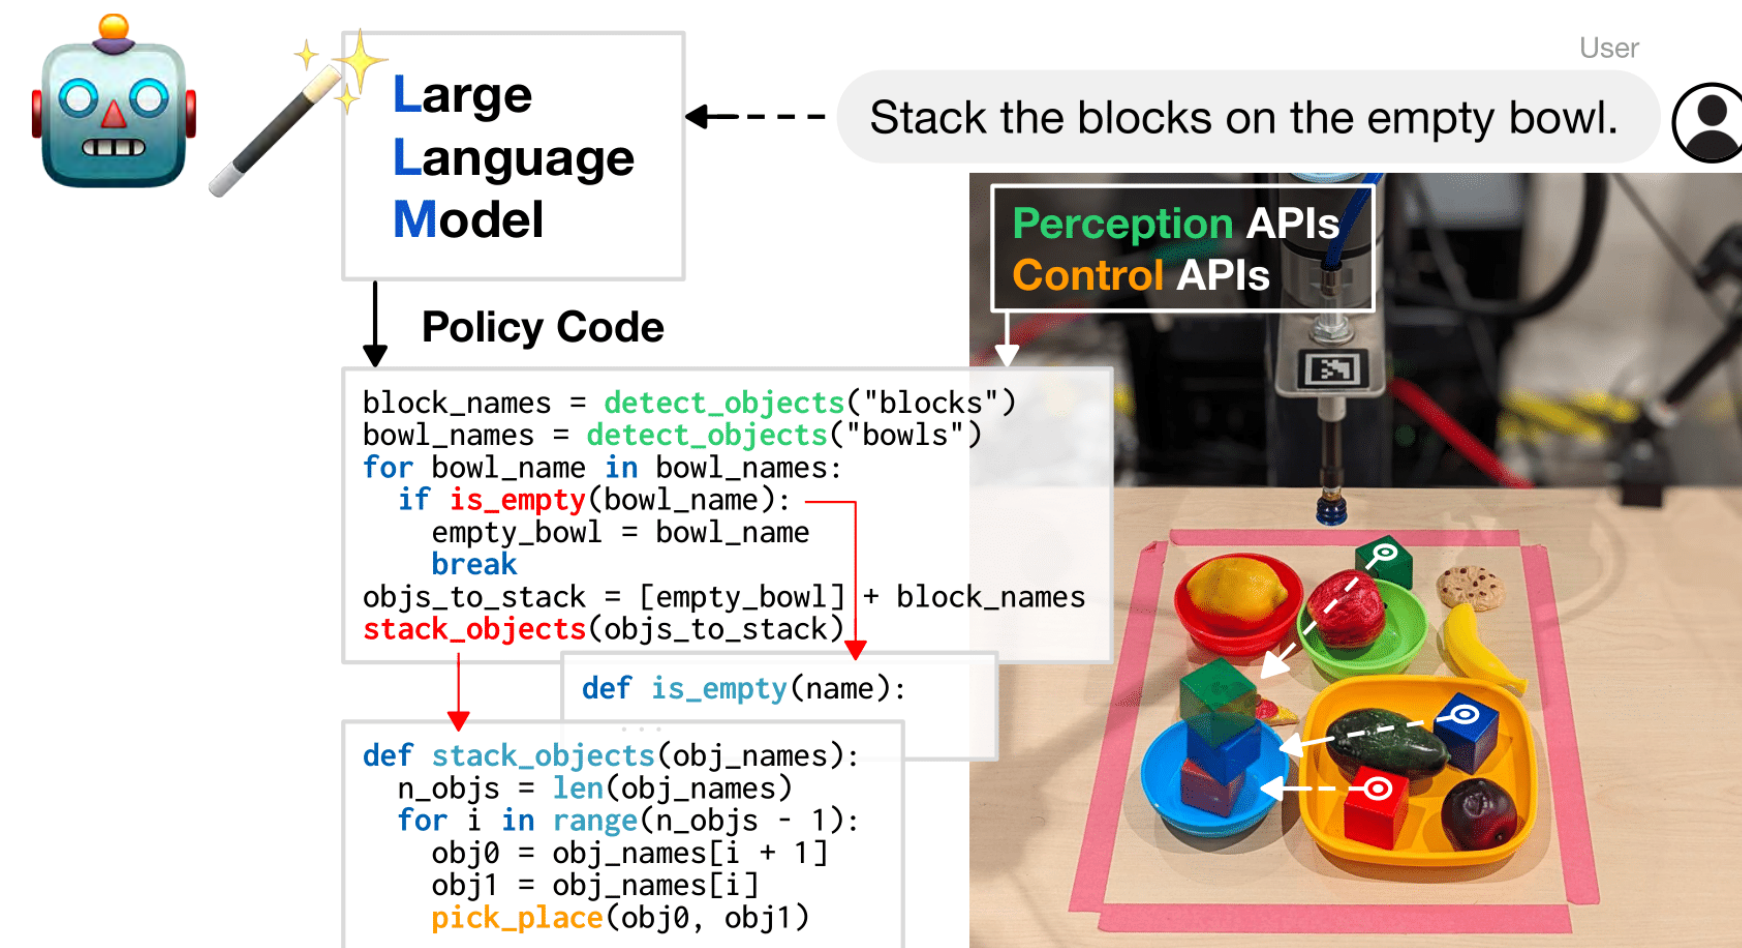 User
Stack the blocks on the empty bowl.
Large
Language
Model
Perception APIs
Control APIs
Policy Code
block_names = detect_objects("blocks")
bowl_names = detect_objects("bowls")
for bowl_name in bowl_names:
  if is_empty(bowl_name):
    empty_bowl = bowl_name
    break
objs_to_stack = [empty_bowl] + block_names
stack_objects(objs_to_stack)
def is_empty(name):
...
def stack_objects(obj_names):
  n_objs = len(obj_names)
  for i in range(n_objs - 1):
    obj0 = obj_names[i + 1]
    obj1 = obj_names[i]
    pick_place(obj0, obj1)